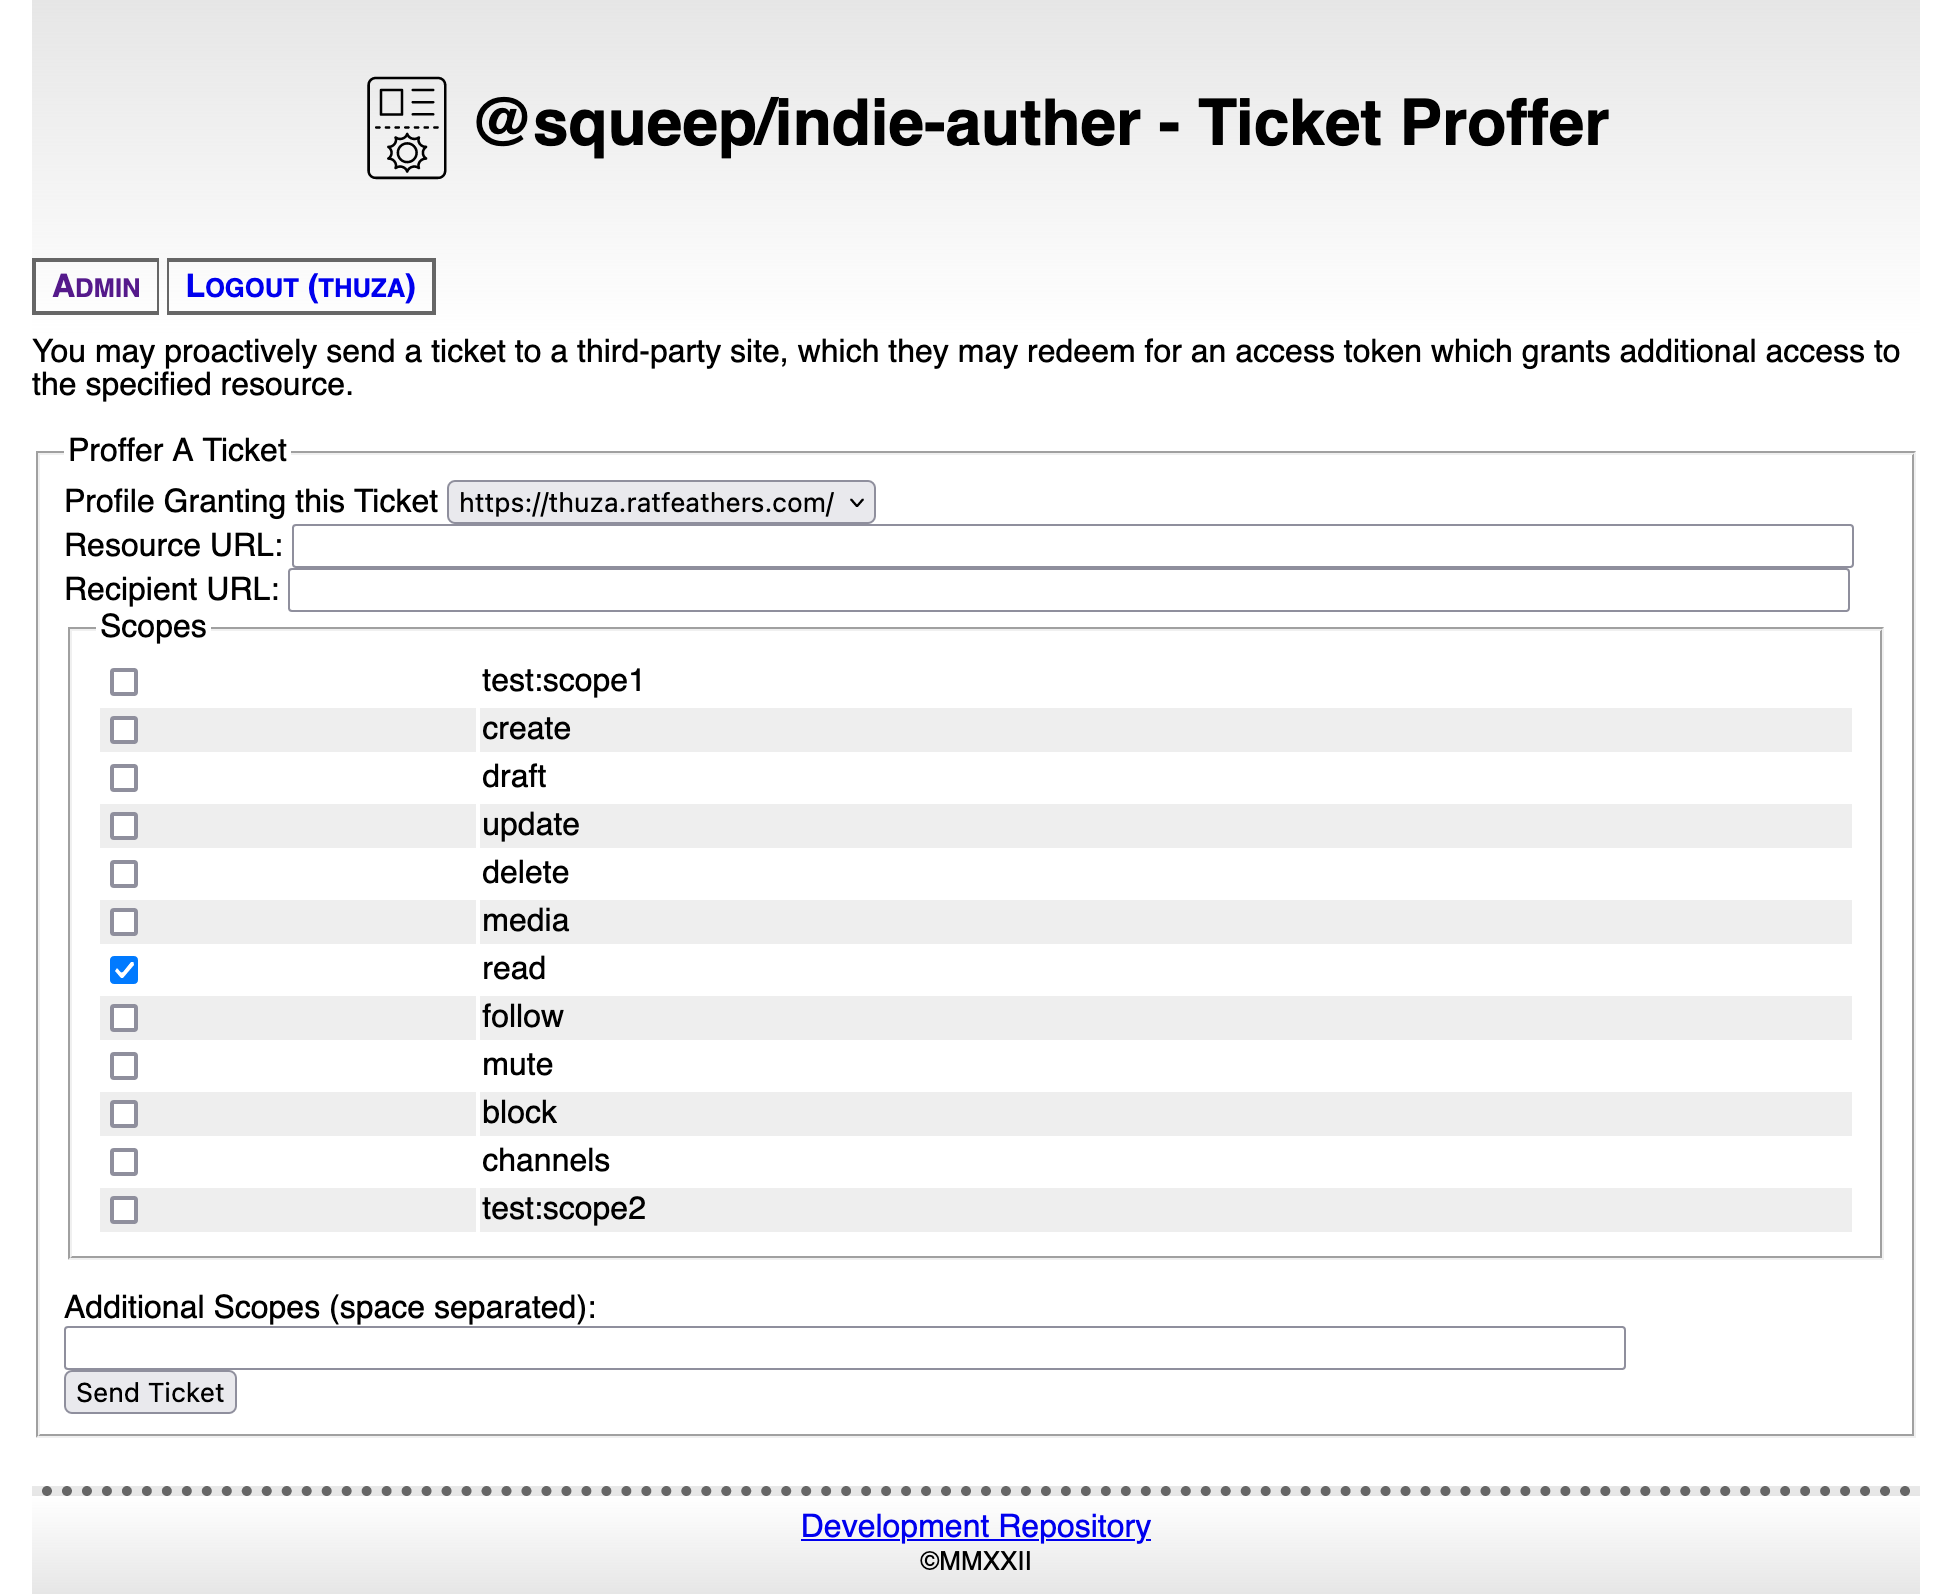 @squeep/indie-auther - Ticket Proffer
ADMIN LOGOUT (THUZA)
You may proactively send a ticket to a third-party site, which they may redeem for an access token which grants additional access to
the specified resource.
Proffer A Ticket
Profile Granting this Ticket https://thuza.ratfeathers.com/
Resource URL:
Recipient URL:
Scopes
test:scope1
create
draft
update
delete
media
read
follow
mute
block
channels
test:scope2
Additional Scopes (space separated):
Send Ticket
Development Repository
©MMXXII